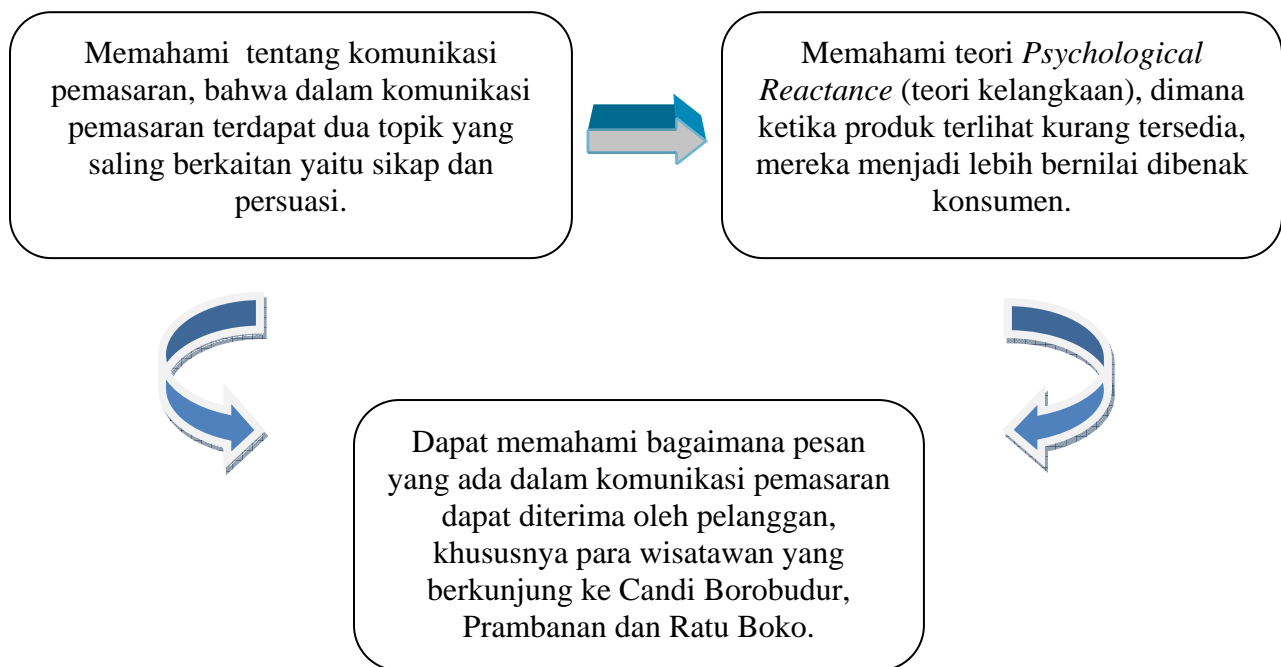 Memahami tentang komunikasi
pemasaran, bahwa dalam komunikasi
pemasaran terdapat dua topik yang
saling berkaitan yaitu sikap dan
persuasi.
Memahami teori Psychological
Reactance (teori kelangkaan), dimana
ketika produk terlihat kurang tersedia,
mereka menjadi lebih bernilai dibenak
konsumen.
Dapat memahami bagaimana pesan
yang ada dalam komunikasi pemasaran
dapat diterima oleh pelanggan,
khususnya para wisatawan yang
berkunjung ke Candi Borobudur,
Prambanan dan Ratu Boko.